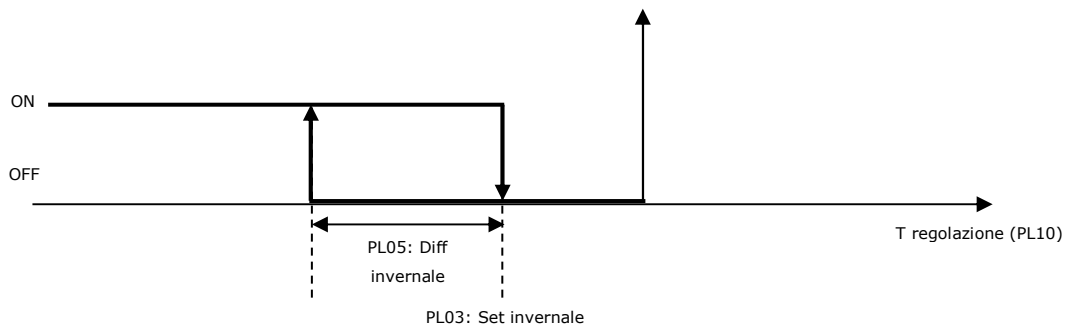 ON
OFF
T regolazione (PL10)
PL05: Diff
invernale
PL03: Set invernale